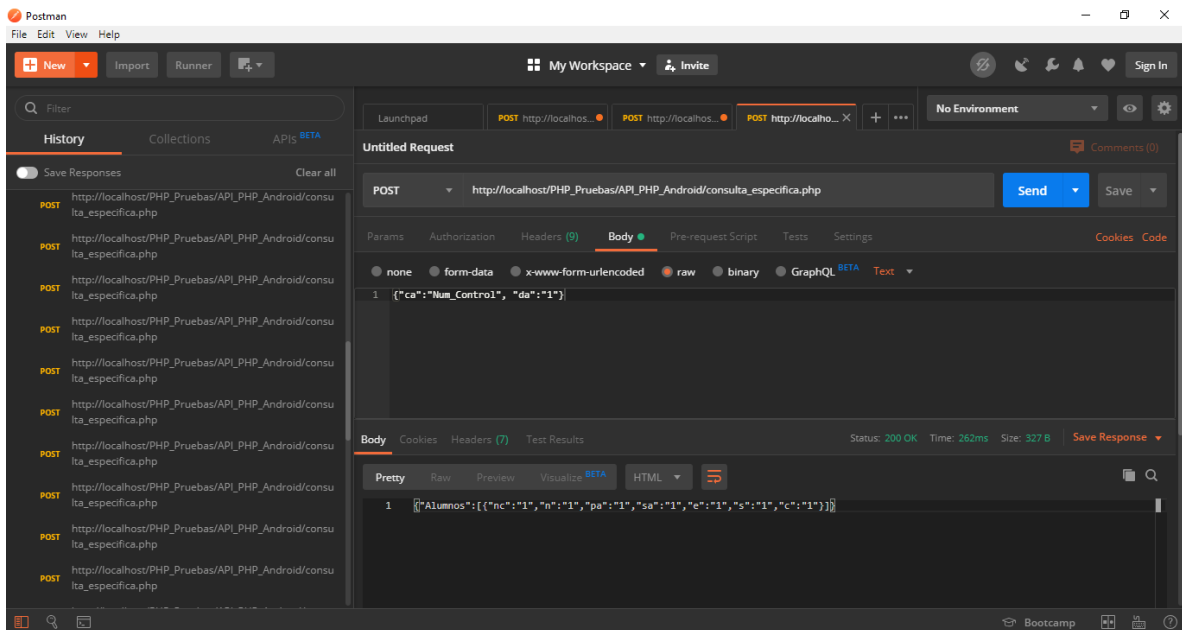 Postman
File Edit View Help
New Import Runner My Workspace Invite Sign In
Filter
History Collections APIs BETA
Save Responses Clear all
POST http://localhost/PHP_Pruebas/API_PHP_Android/consu
lta_especifica.php
POST http://localhost/PHP_Pruebas/API_PHP_Android/consu
lta_especifica.php
POST http://localhost/PHP_Pruebas/API_PHP_Android/consu
lta_especifica.php
POST http://localhost/PHP_Pruebas/API_PHP_Android/consu
lta_especifica.php
POST http://localhost/PHP_Pruebas/API_PHP_Android/consu
lta_especifica.php
POST http://localhost/PHP_Pruebas/API_PHP_Android/consu
lta_especifica.php
POST http://localhost/PHP_Pruebas/API_PHP_Android/consu
lta_especifica.php
POST http://localhost/PHP_Pruebas/API_PHP_Android/consu
lta_especifica.php
POST http://localhost/PHP_Pruebas/API_PHP_Android/consu
lta_especifica.php
POST http://localhost/PHP_Pruebas/API_PHP_Android/consu
lta_especifica.php
Launchpad POST http://localhos... POST http://localhos... POST http://localho... No Environment
Untitled Request Comments (0)
POST http://localhost/PHP_Pruebas/API_PHP_Android/consulta_especifica.php Send Save
Params Authorization Headers (9) Body Pre-request Script Tests Settings Cookies Code
none form-data x-www-form-urlencoded raw binary GraphQL BETA Text
1 {"ca":"Num_Control", "da":"1"}
Body Cookies Headers (7) Test Results Status: 200 OK Time: 262ms Size: 327 B Save Response
Pretty Raw Preview Visualize BETA HTML
1 {"Alumnos":[{"nc":"1","n":"1","pa":"1","sa":"1","e":"1","s":"1","c":"1"}]}
Bootcamp